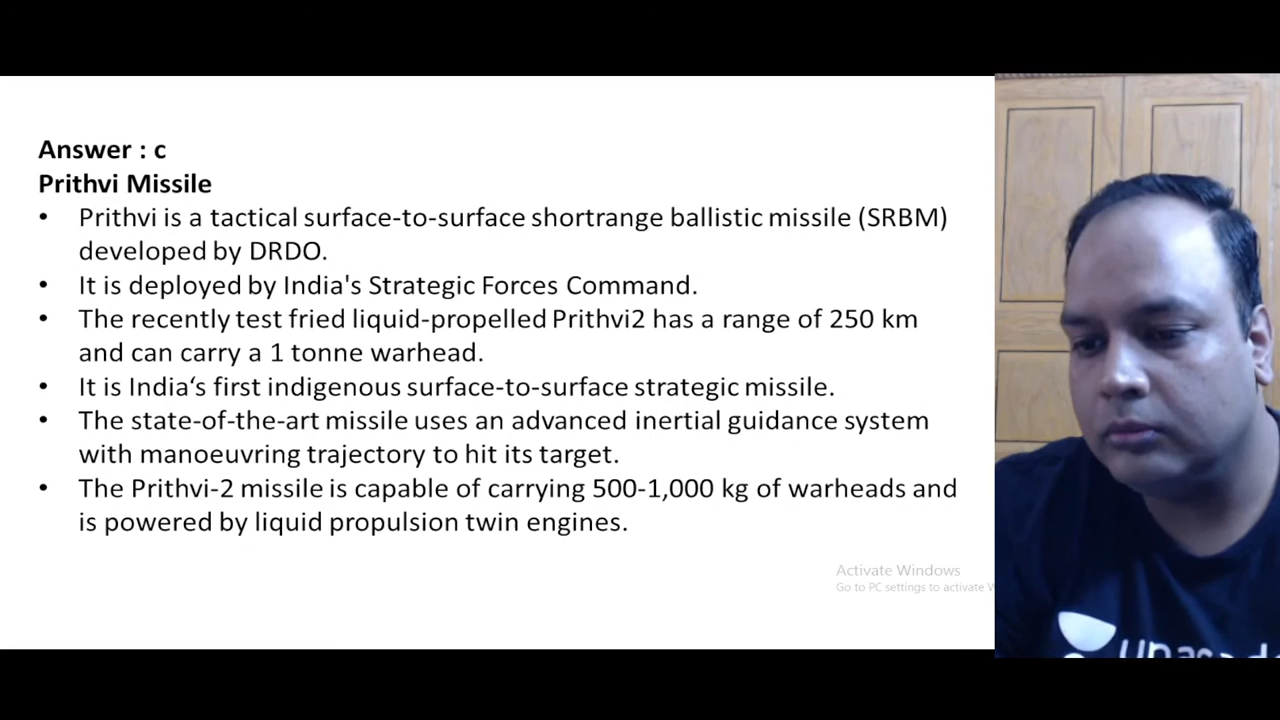 Answer : c
Prithvi Missile
• Prithvi is a tactical surface-to-surface shortrange ballistic missile (SRBM)
developed by DRDO.
• It is deployed by India's Strategic Forces Command.
• The recently test fried liquid-propelled Prithvi2 has a range of 250 km
and can carry a 1 tonne warhead.
• It is India‘s first indigenous surface-to-surface strategic missile.
• The state-of-the-art missile uses an advanced inertial guidance system
with manoeuvring trajectory to hit its target.
• The Prithvi-2 missile is capable of carrying 500-1,000 kg of warheads and
is powered by liquid propulsion twin engines.
Activate Windows
Go to PC settings to activate